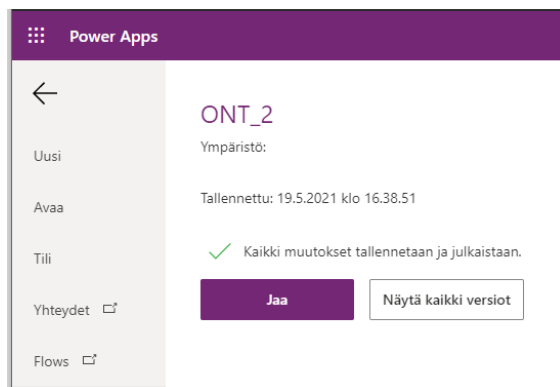 Power Apps
Uusi
Avaa
Tili
Yhteydet
Flows
ONT_2
Ympäristö:
Tallennettu: 19.5.2021 klo 16.38.51
Kaikki muutokset tallennetaan ja julkaistaan.
Jaa
Näytä kaikki versiot